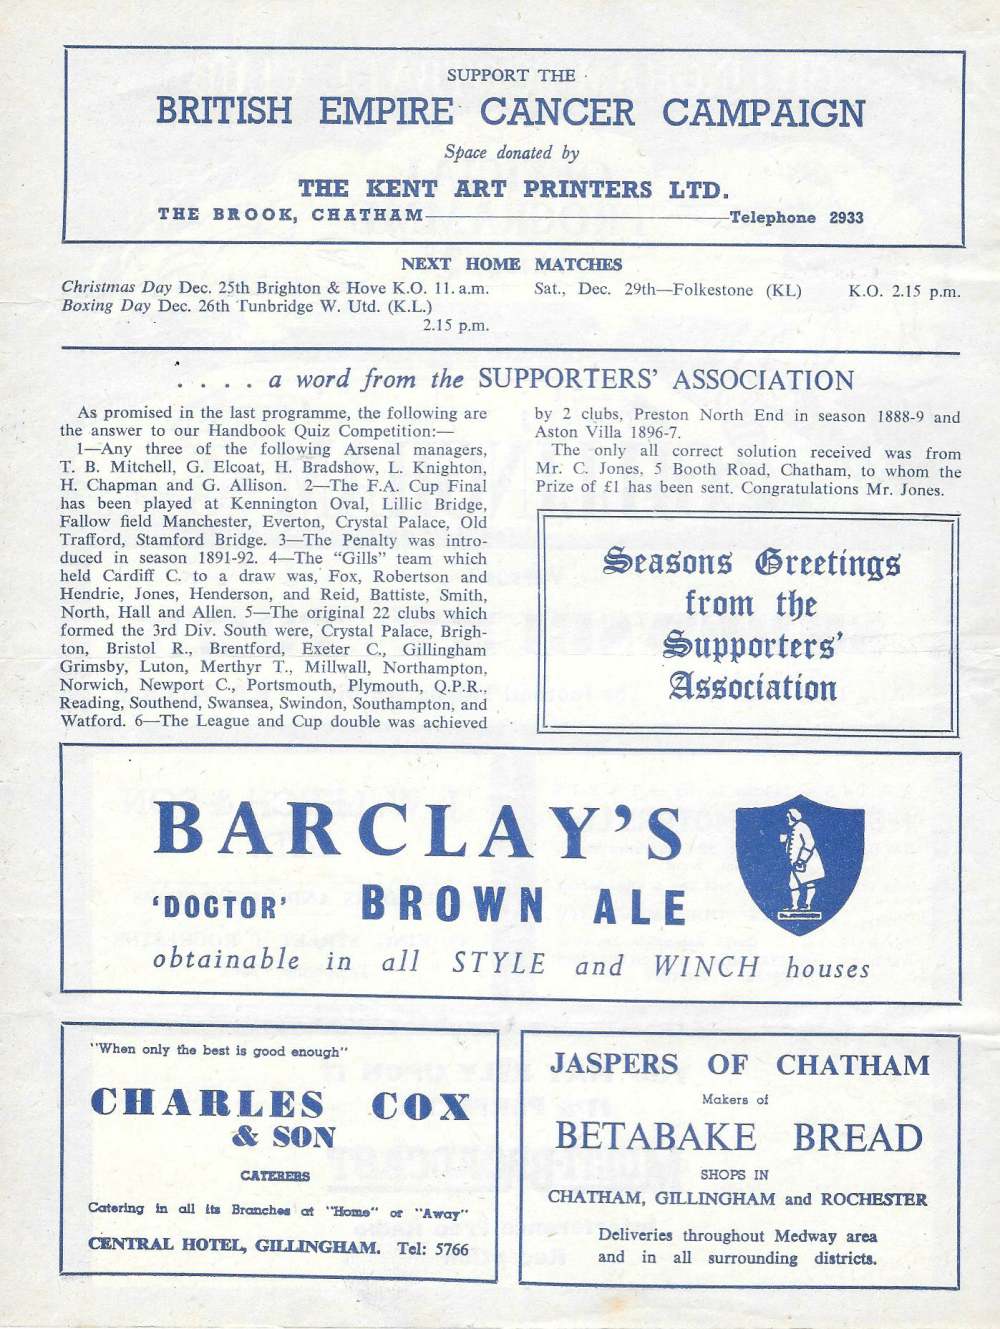 SUPPORT THE
BRITISH EMPIRE CANCER CAMPAIGN
Space donated by
THE KENT ART PRINTERS LTD.
THE BROOK, CHATHAM——Telephone 2933
NEXT HOME MATCHES
Christmas Day Dec. 25th Brighton & Hove K.O. 11. a.m.
Boxing Day Dec. 26th Tunbridge W. Utd. (K.L.)
2.15 p.m.
Sat., Dec. 29th—Folkestone (KL) K.O. 2.15 p.m.
. . . . a word from the SUPPORTERS' ASSOCIATION
As promised in the last programme, the following are
the answer to our Handbook Quiz Competition:—
1—Any three of the following Arsenal managers,
T. B. Mitchell, G. Elcoat, H. Bradshow, L. Knighton,
H. Chapman and G. Allison. 2—The F.A. Cup Final
has been played at Kennington Oval, Lillic Bridge,
Fallow field Manchester, Everton, Crystal Palace, Old
Trafford, Stamford Bridge. 3—The Penalty was intro-
duced in season 1891-92. 4—The "Gills" team which
held Cardiff C. to a draw was, Fox, Robertson and
Hendrie, Jones, Henderson, and Reid, Battiste, Smith,
North, Hall and Allen. 5—The original 22 clubs which
formed the 3rd Div. South were, Crystal Palace, Brigh-
ton, Bristol R., Brentford, Exeter C., Gillingham
Grimsby, Luton, Merthyr T., Millwall, Northampton,
Norwich, Newport C., Portsmouth, Plymouth, Q.P.R.,
Reading, Southend, Swansea, Swindon, Southampton, and
Watford. 6—The League and Cup double was achieved
by 2 clubs, Preston North End in season 1888-9 and
Aston Villa 1896-7.
The only all correct solution received was from
Mr. C. Jones, 5 Booth Road, Chatham, to whom the
Prize of £1 has been sent. Congratulations Mr. Jones.
Seasons Greetings
from the
Supporters'
Association
BARCLAY'S
'DOCTOR' BROWN ALE
obtainable in all STYLE and WINCH houses
"When only the best is good enough"
CHARLES COX
& SON
CATERERS
Catering in all its Branches at "Home" or "Away"
CENTRAL HOTEL, GILLINGHAM. Tel: 5766
JASPERS OF CHATHAM
Makers of
BETABAKE BREAD
SHOPS IN
CHATHAM, GILLINGHAM and ROCHESTER
Deliveries throughout Medway area
and in all surrounding districts.